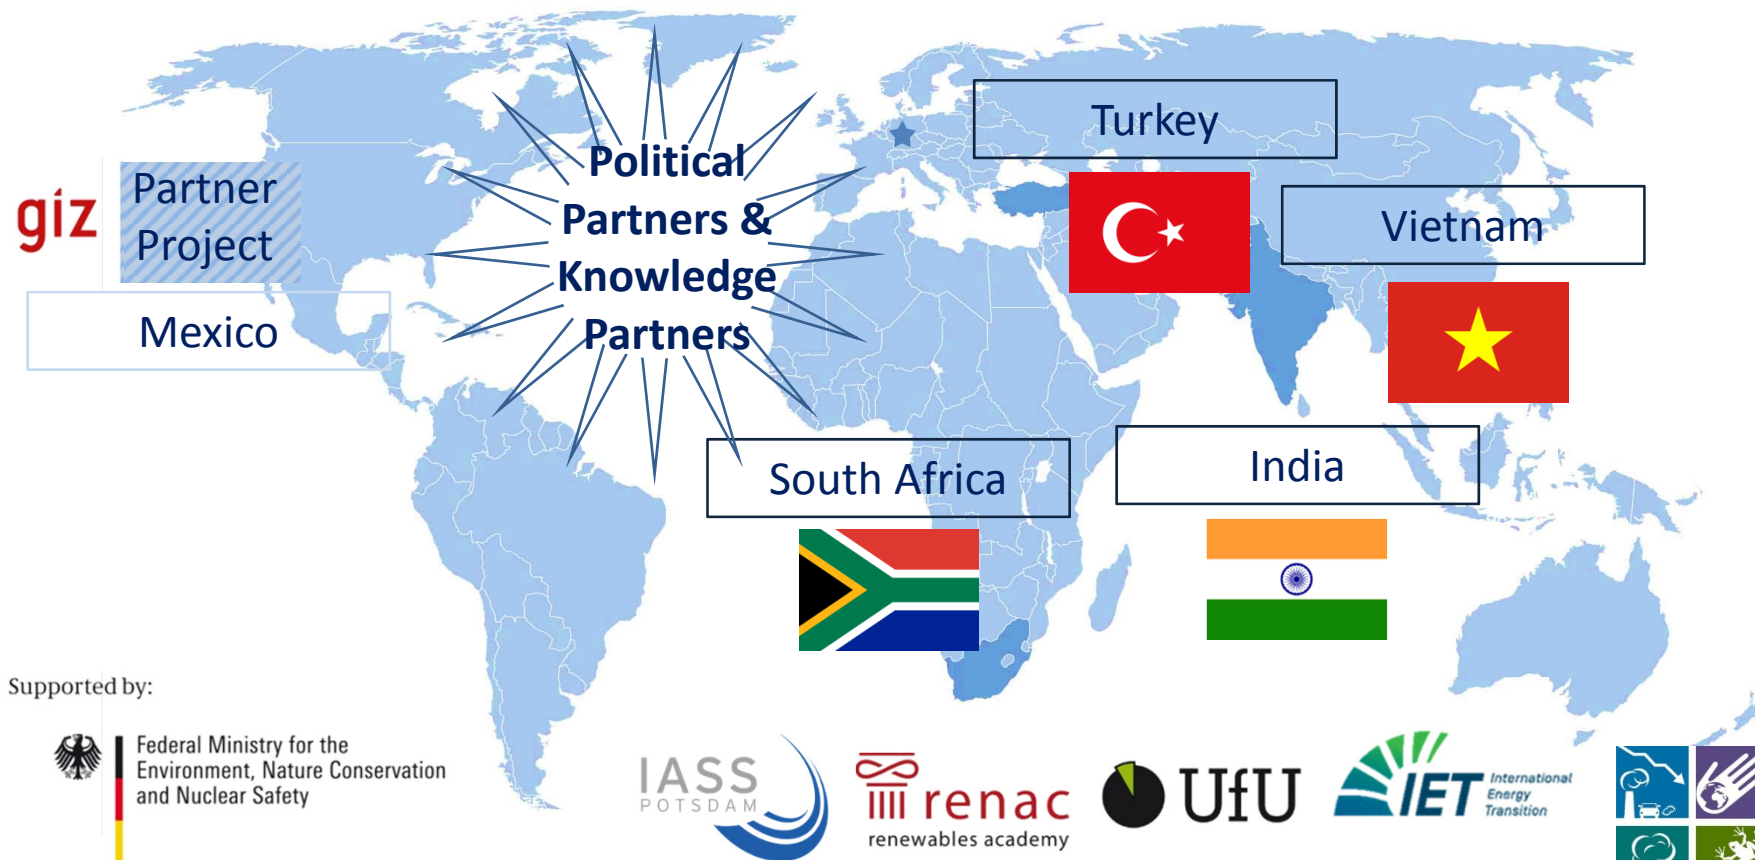 Political
Partners &
Knowledge
Partners
Turkey
Vietnam
giz
Partner
Project
Mexico
South Africa
India
Supported by:
Federal Ministry for the
Environment, Nature Conservation
and Nuclear Safety
IASS
POTSDAM
renac
renewables academy
UfU
IET
International
Energy
Transition